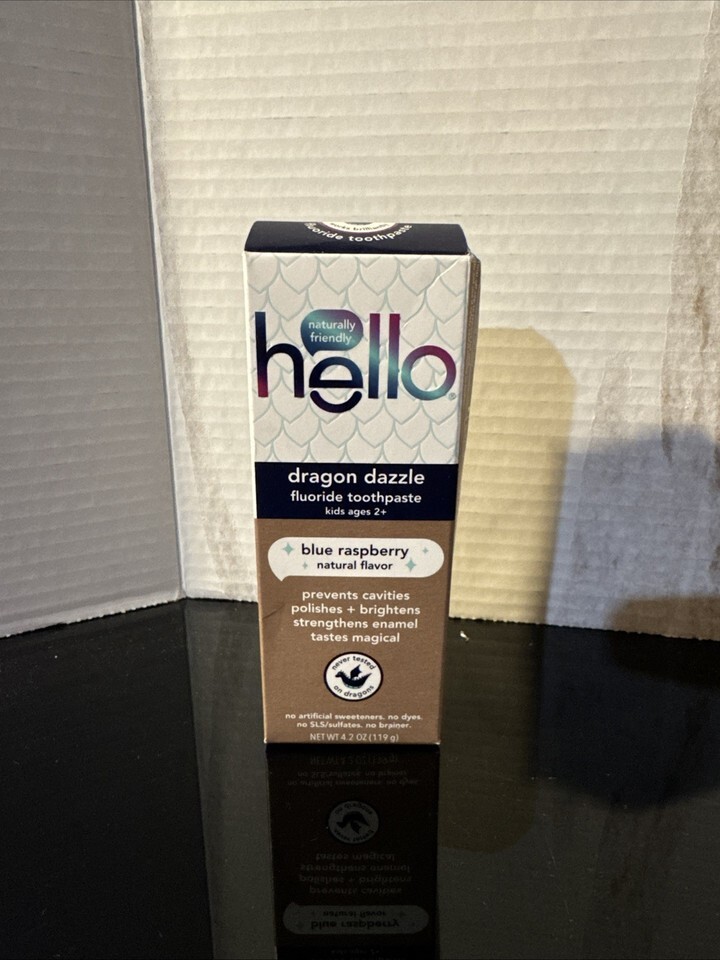 fluoride toothpaste
naturally
friendly
hello®
dragon dazzle
fluoride toothpaste
kids ages 2+
blue raspberry
natural flavor
prevents cavities
polishes + brightens
strengthens enamel
tastes magical
never tested
on dragons
no artificial sweeteners. no dyes.
no SLS/sulfates. no brainer.
NET WT 4.2 OZ (119 g)